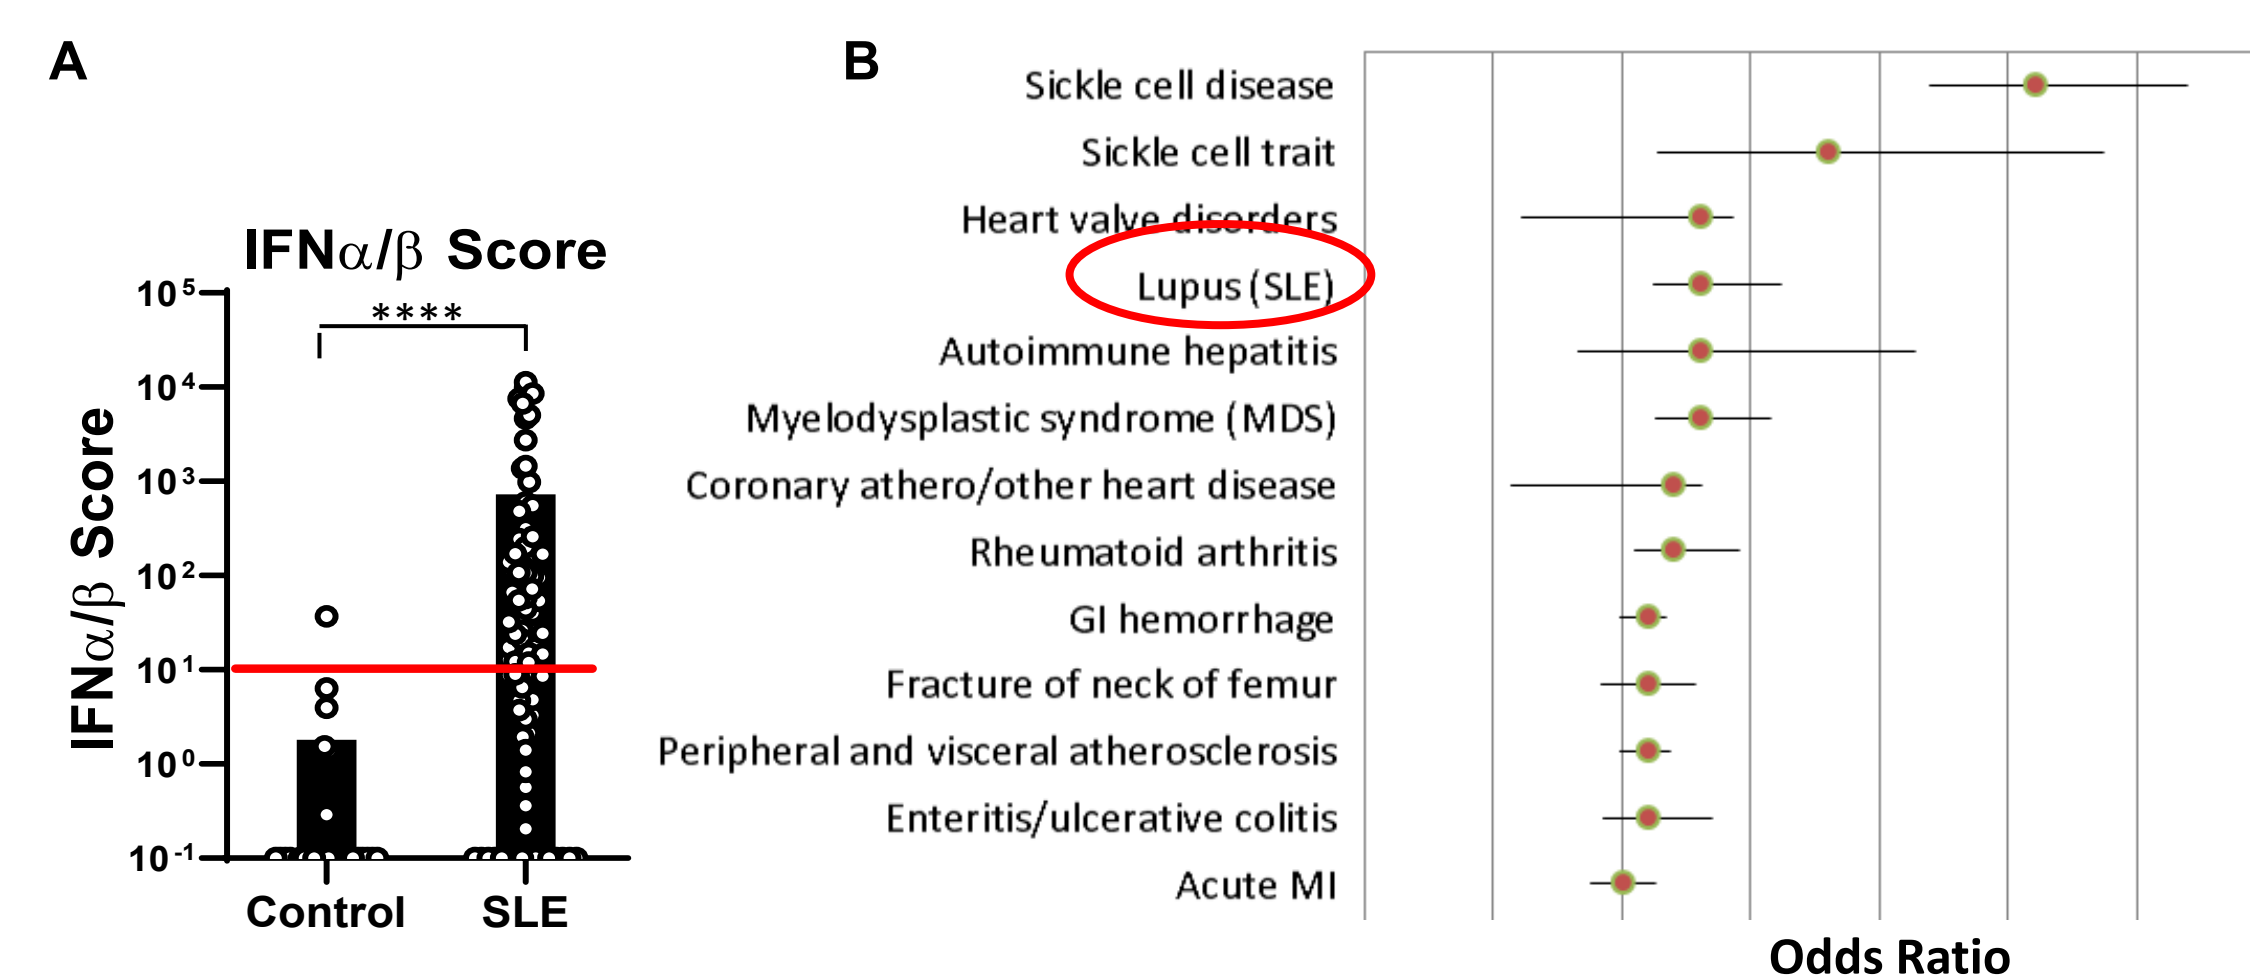 A
IFNα/β Score
****
IFNα/β Score
10⁵
10⁴
10³
10²
10¹
10⁰
10⁻¹
Control
SLE
B
Sickle cell disease
Sickle cell trait
Heart valve disorders
Lupus (SLE)
Autoimmune hepatitis
Myelodysplastic syndrome (MDS)
Coronary athero/other heart disease
Rheumatoid arthritis
GI hemorrhage
Fracture of neck of femur
Peripheral and visceral atherosclerosis
Enteritis/ulcerative colitis
Acute MI
Odds Ratio